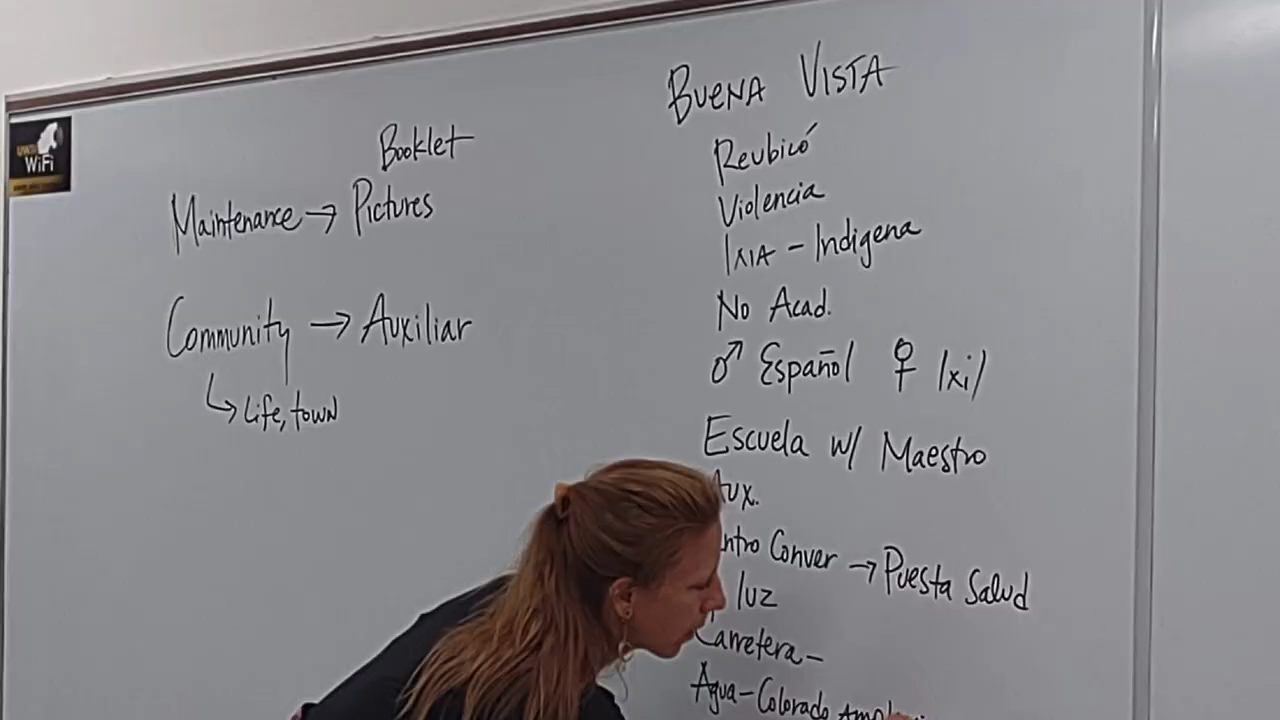 WiFi
Booklet
Maintenance → Pictures
Community → Auxiliar
↳ Life, town
BUENA VISTA
Reubicó
Violencia
IXIA - Indigena
No Acad.
♂ Español ♀ Ixil
Escuela w/ Maestro
Aux.
ntro Conver → Puesta Salud
luz
Carretera -
Agua - Colorado